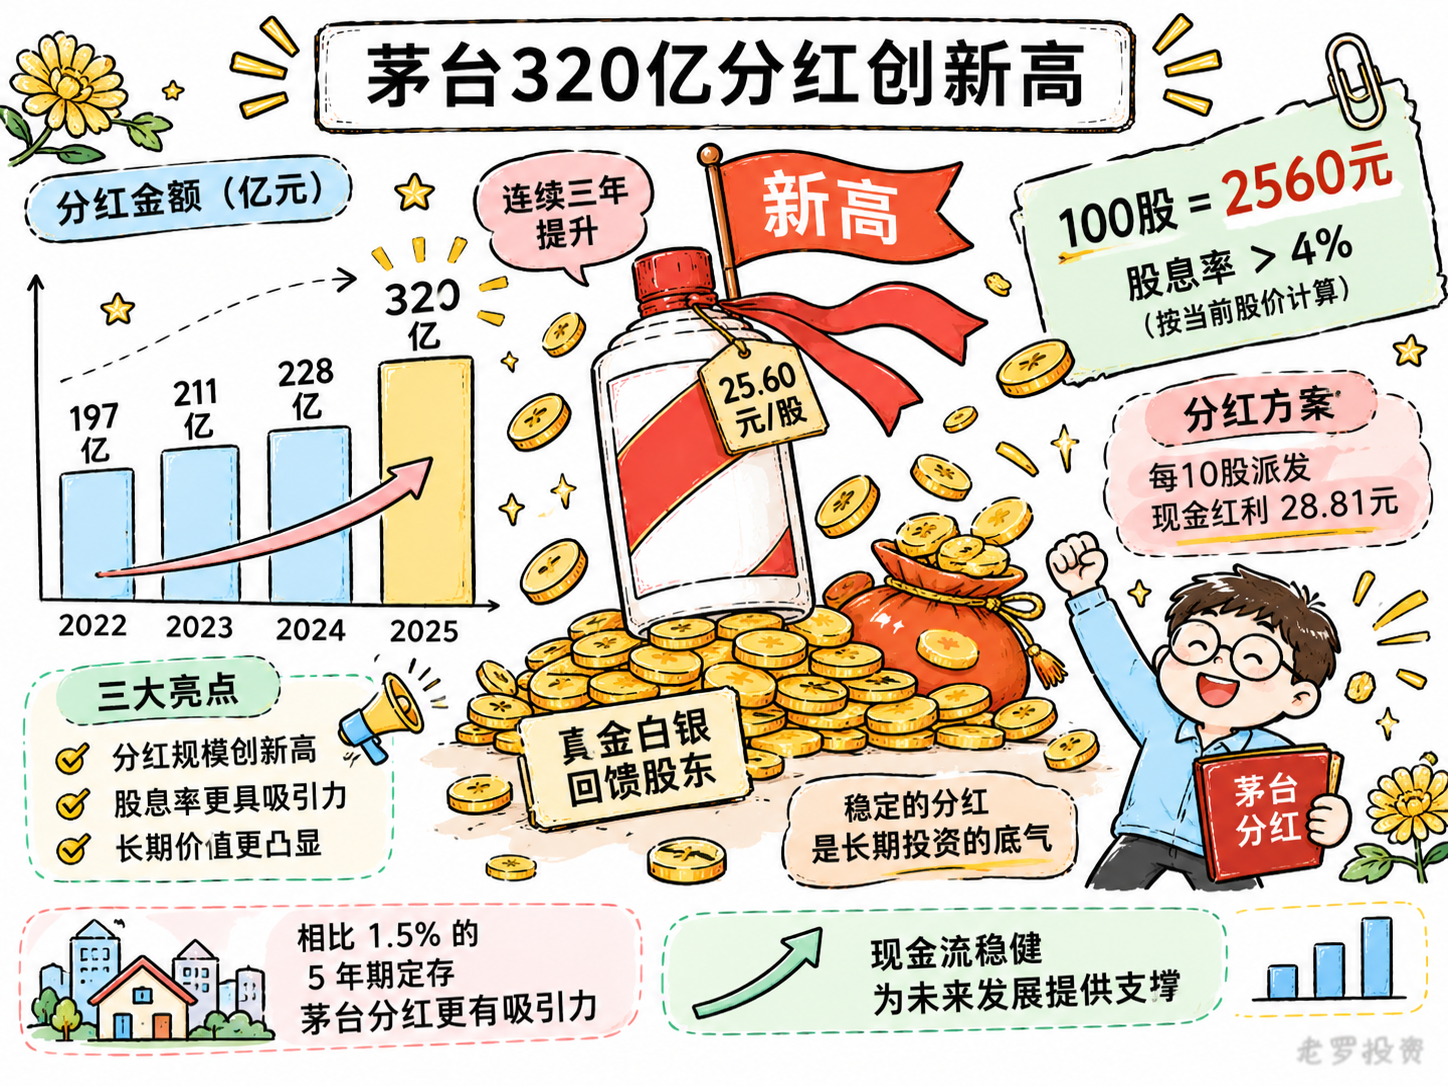 茅台320亿分红创新高
分红金额（亿元）
连续三年
提升
新高
100股 = 2560元
股息率 > 4%
（按当前股价计算）
320
亿
228
亿
211
亿
197
亿
2022
2023
2024
2025
25.60
元/股
分红方案
每10股派发
现金红利 28.81元
三大亮点
分红规模创新高
股息率更具吸引力
长期价值更凸显
真金白银
回馈股东
稳定的分红
是长期投资的底气
茅台
分红
相比 1.5% 的
5 年期定存
茅台分红更有吸引力
现金流稳健
为未来发展提供支撑
老罗投资